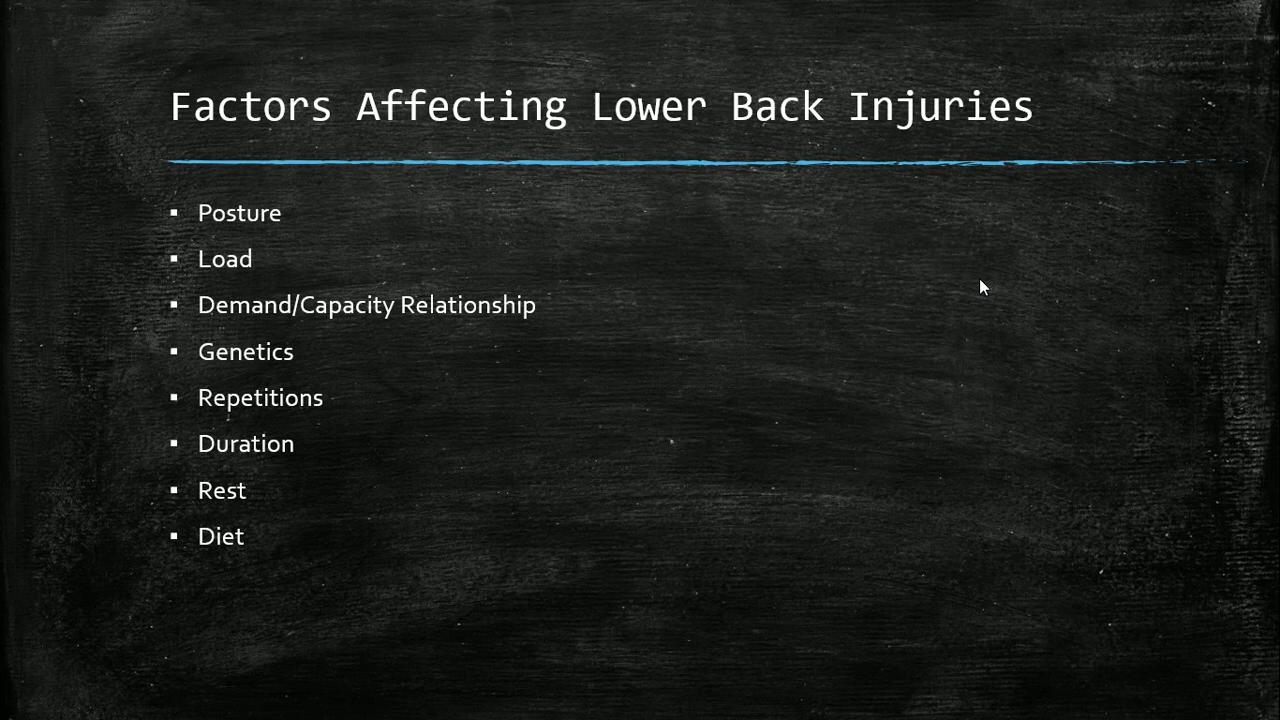 Factors Affecting Lower Back Injuries
▪ Posture
▪ Load
▪ Demand/Capacity Relationship
▪ Genetics
▪ Repetitions
▪ Duration
▪ Rest
▪ Diet